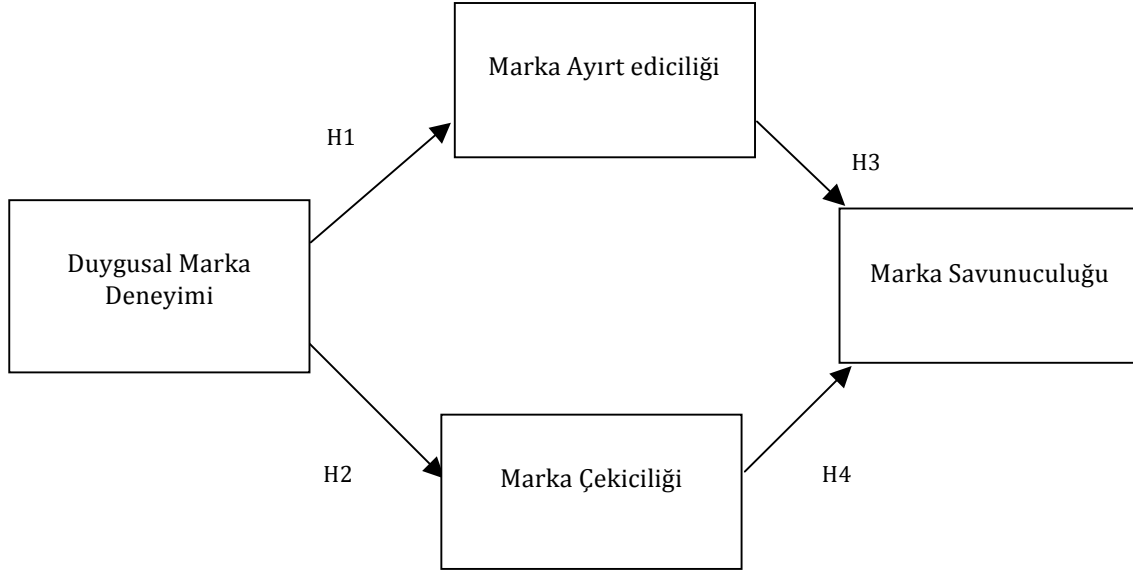 Marka Ayırt ediciliği
H1
H3
Duygusal Marka
Deneyimi
Marka Savunuculuğu
H2
Marka Çekiciliği
H4